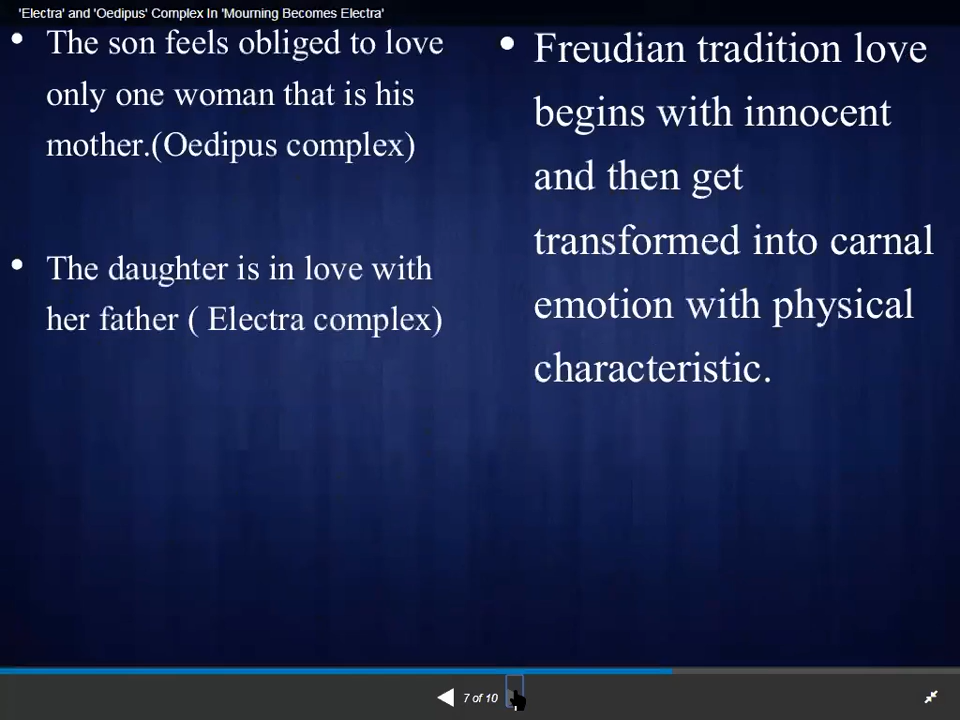 'Electra' and 'Oedipus' Complex In 'Mourning Becomes Electra'
• The son feels obliged to love
only one woman that is his
mother.(Oedipus complex)
• The daughter is in love with
her father ( Electra complex)
• Freudian tradition love
begins with innocent
and then get
transformed into carnal
emotion with physical
characteristic.
7 of 10